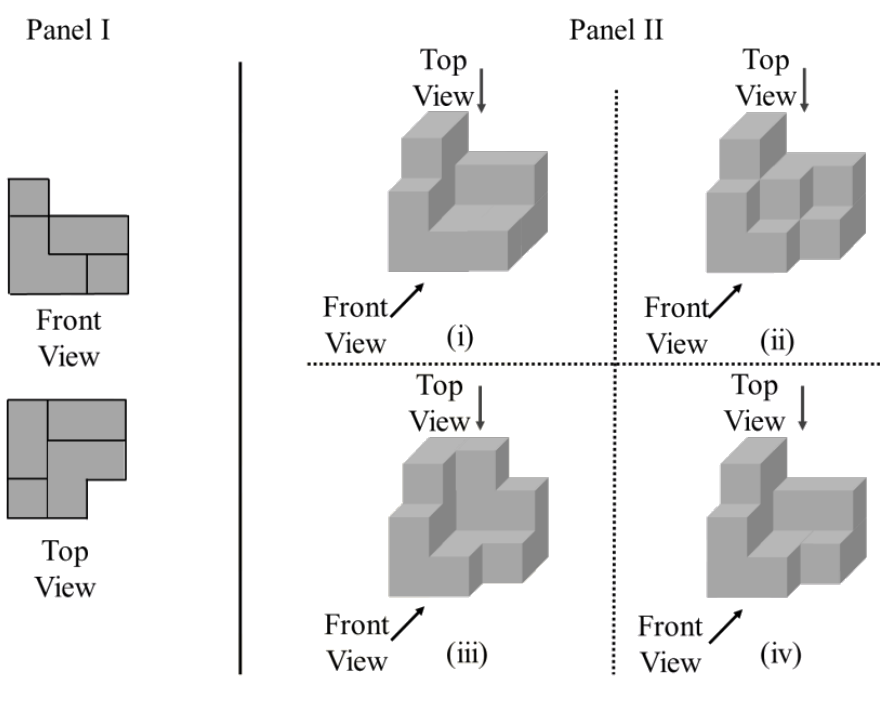 Panel I
Panel II
Front
View
Top
View
Top
View
Front
View
(i)
Top
View
Front
View
(ii)
Top
View
Front
View
(iii)
Top
View
Front
View
(iv)